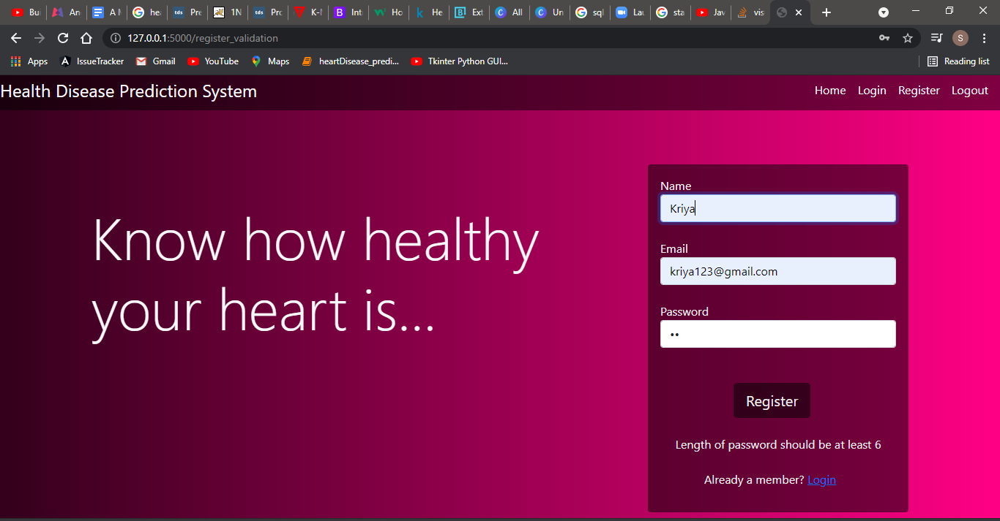 Bu
An
A M
hea
Pre
1N
Pro
K-N
Int
Ho
He
Ext
All
Un
sql
Lau
sta
Jav
vis
127.0.0.1:5000/register_validation
S
Apps
IssueTracker
Gmail
YouTube
Maps
heartDisease_predi...
Tkinter Python GUI...
Reading list
Health Disease Prediction System
Home Login Register Logout
Know how healthy
your heart is...
Name
Kriya
Email
kriya123@gmail.com
Password
••
Register
Length of password should be at least 6
Already a member? Login